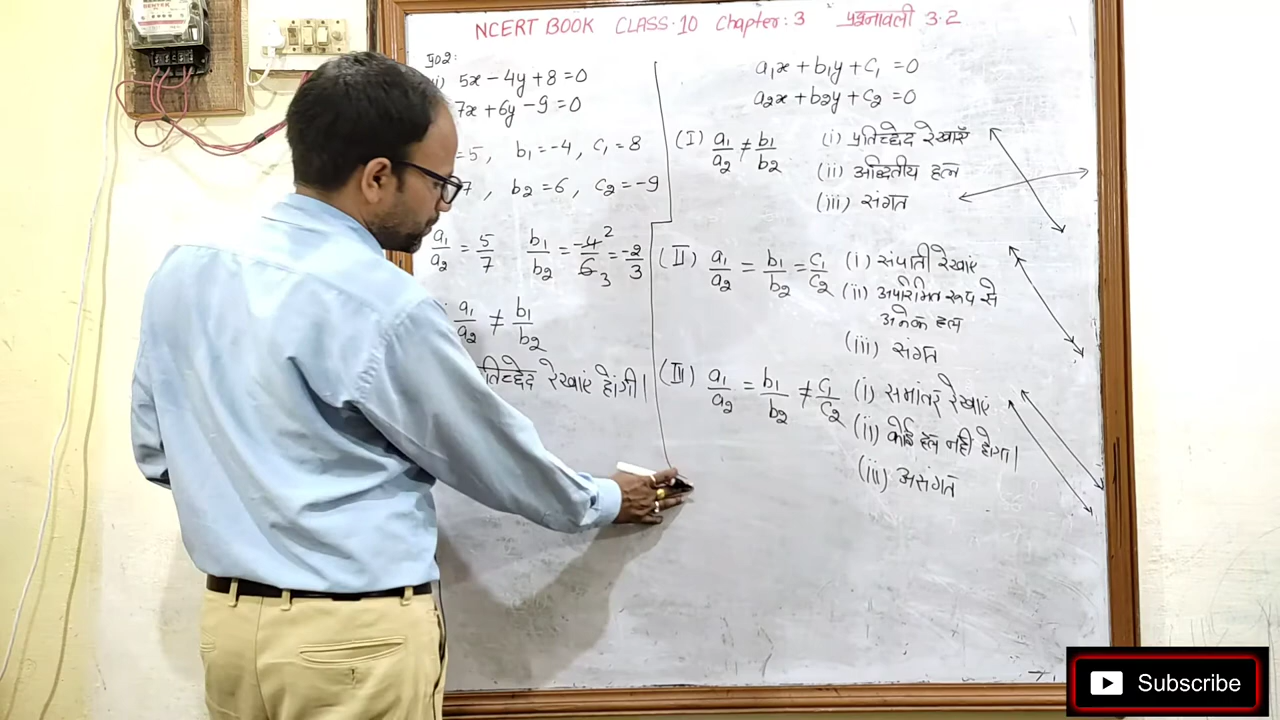 NCERT BOOK CLASS-10 Chapter:3 प्रश्नावली 3.2
प्र02:
5x - 4y + 8 = 0
7x + 6y - 9 = 0
=5, b₁ = -4, c₁ = 8
7, b₂ = 6, c₂ = -9
a₁/a₂ = 5/7 b₁/b₂ = -4²/6₃ = -2/3
a₁/a₂ ≠ b₁/b₂
रेखाएं होंगी।
a₁x + b₁y + c₁ = 0
a₂x + b₂y + c₂ = 0
(I) a₁/a₂ ≠ b₁/b₂ (i) प्रतिच्छेद रेखाएँ
(ii) अद्वितीय हल
(iii) संगत
(II) a₁/a₂ = b₁/b₂ = c₁/c₂ (i) संपाती रेखाएं
(ii) अपरिमित रूप से
अनेक हल
(iii) संगत
(III) a₁/a₂ = b₁/b₂ ≠ c₁/c₂ (i) समांतर रेखाएं
(ii) कोई हल नही होगा।
(iii) असंगत
Subscribe